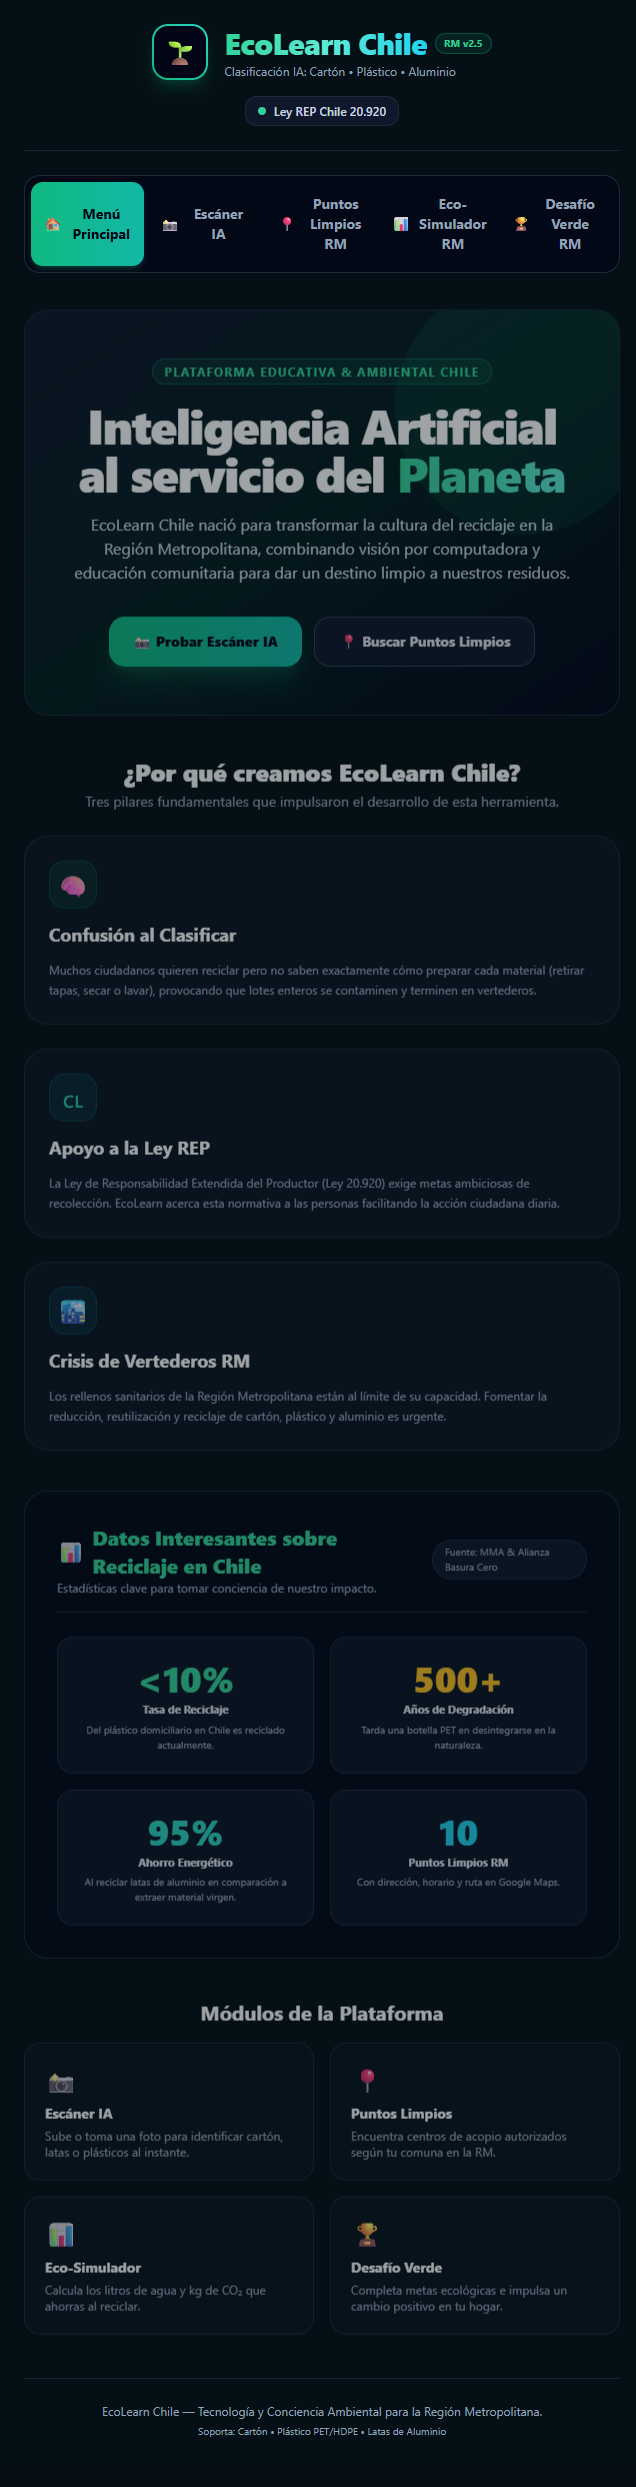 EcoLearn Chile RM v2.5
Clasificación IA: Cartón • Plástico • Aluminio
Ley REP Chile 20.920
Menú
Principal
Escáner
IA
Puntos
Limpios
RM
Eco-
Simulador
RM
Desafío
Verde
RM
PLATAFORMA EDUCATIVA & AMBIENTAL CHILE
Inteligencia Artificial
al servicio del Planeta
EcoLearn Chile nació para transformar la cultura del reciclaje en la
Región Metropolitana, combinando visión por computadora y
educación comunitaria para dar un destino limpio a nuestros residuos.
Probar Escáner IA
Buscar Puntos Limpios
¿Por qué creamos EcoLearn Chile?
Tres pilares fundamentales que impulsaron el desarrollo de esta herramienta.
Confusión al Clasificar
Muchos ciudadanos quieren reciclar pero no saben exactamente cómo preparar cada material (retirar
tapas, secar o lavar), provocando que lotes enteros se contaminen y terminen en vertederos.
CL
Apoyo a la Ley REP
La Ley de Responsabilidad Extendida del Productor (Ley 20.920) exige metas ambiciosas de
recolección. EcoLearn acerca esta normativa a las personas facilitando la acción ciudadana diaria.
Crisis de Vertederos RM
Los rellenos sanitarios de la Región Metropolitana están al límite de su capacidad. Fomentar la
reducción, reutilización y reciclaje de cartón, plástico y aluminio es urgente.
Datos Interesantes sobre
Reciclaje en Chile
Estadísticas clave para tomar conciencia de nuestro impacto.
Fuente: MMA & Alianza
Basura Cero
<10%
Tasa de Reciclaje
Del plástico domiciliario en Chile es reciclado
actualmente.
500+
Años de Degradación
Tarda una botella PET en desintegrarse en la
naturaleza.
95%
Ahorro Energético
Al reciclar latas de aluminio en comparación a
extraer material virgen.
10
Puntos Limpios RM
Con dirección, horario y ruta en Google Maps.
Módulos de la Plataforma
Escáner IA
Sube o toma una foto para identificar cartón,
latas o plásticos al instante.
Puntos Limpios
Encuentra centros de acopio autorizados
según tu comuna en la RM.
Eco-Simulador
Calcula los litros de agua y kg de CO₂ que
ahorras al reciclar.
Desafío Verde
Completa metas ecológicas e impulsa un
cambio positivo en tu hogar.
EcoLearn Chile — Tecnología y Conciencia Ambiental para la Región Metropolitana.
Soporta: Cartón • Plástico PET/HDPE • Latas de Aluminio